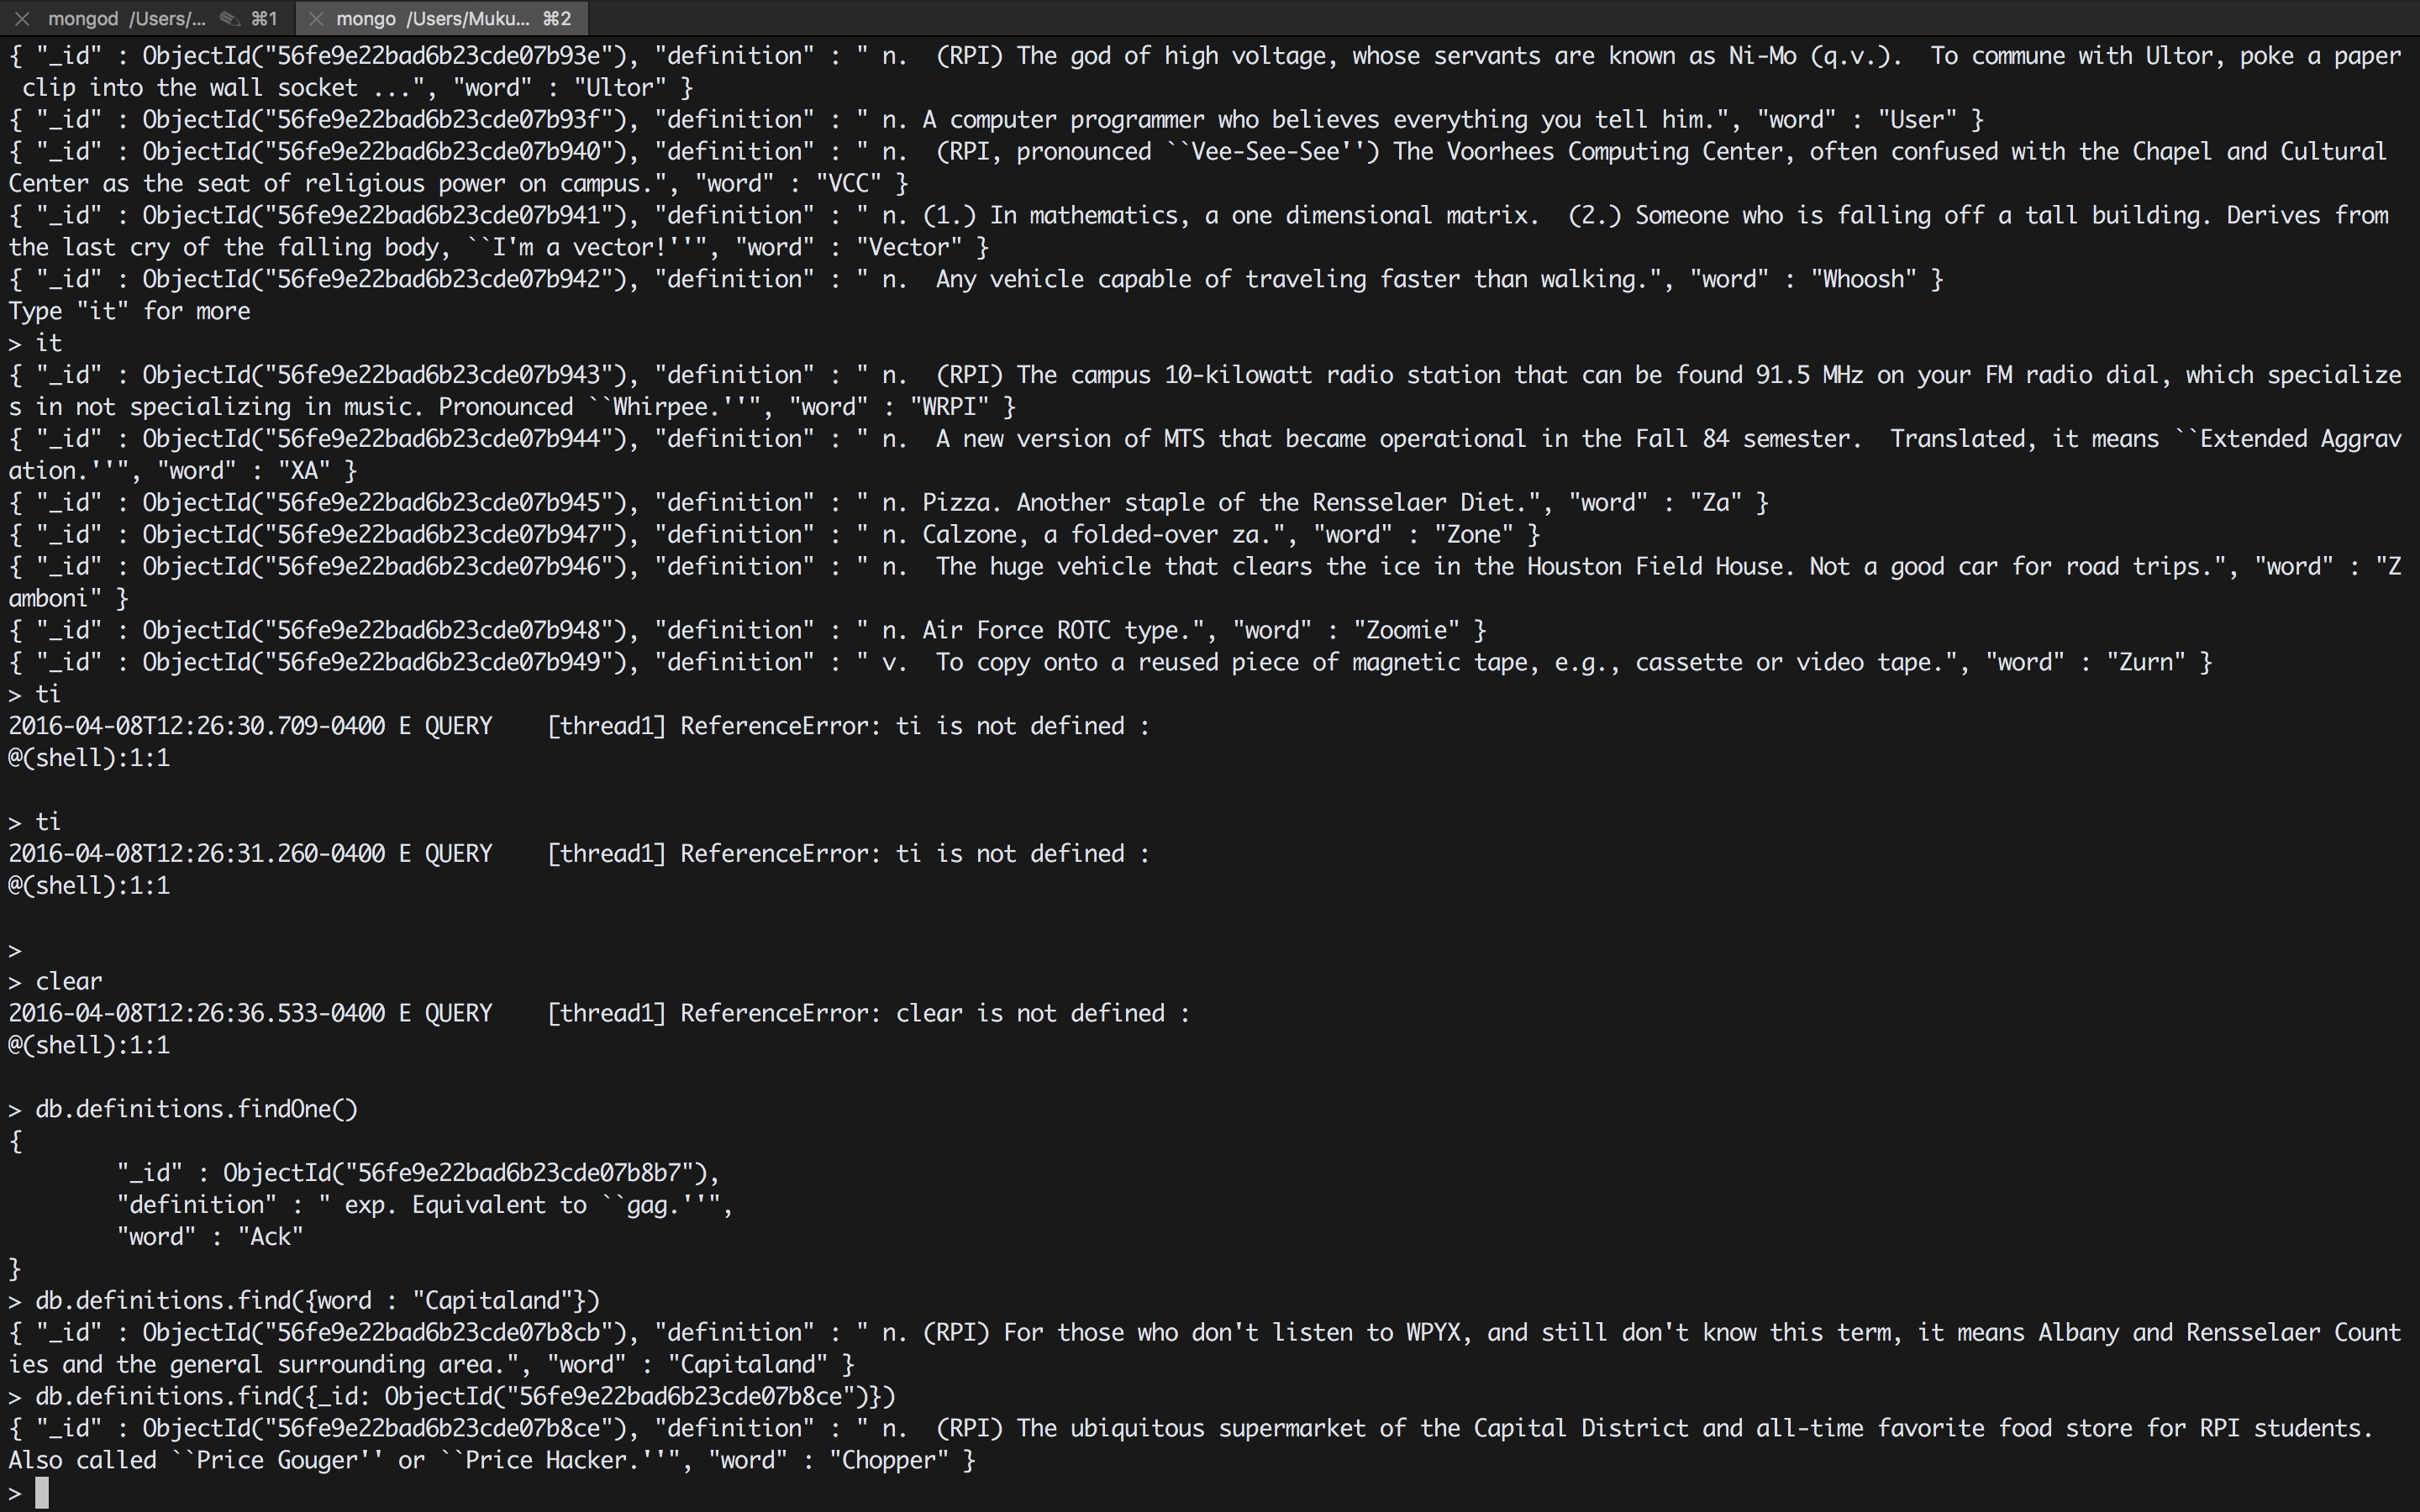 mongod /Users/... ⌘1 mongo /Users/Muku... ⌘2
{ "_id" : ObjectId("56fe9e22bad6b23cde07b93e"), "definition" : " n.  (RPI) The god of high voltage, whose servants are known as Ni-Mo (q.v.).  To commune with Ultor, poke a paper
 clip into the wall socket ...", "word" : "Ultor" }
{ "_id" : ObjectId("56fe9e22bad6b23cde07b93f"), "definition" : " n. A computer programmer who believes everything you tell him.", "word" : "User" }
{ "_id" : ObjectId("56fe9e22bad6b23cde07b940"), "definition" : " n.  (RPI, pronounced ``Vee-See-See'') The Voorhees Computing Center, often confused with the Chapel and Cultural
Center as the seat of religious power on campus.", "word" : "VCC" }
{ "_id" : ObjectId("56fe9e22bad6b23cde07b941"), "definition" : " n. (1.) In mathematics, a one dimensional matrix.  (2.) Someone who is falling off a tall building. Derives from
the last cry of the falling body, ``I'm a vector!''", "word" : "Vector" }
{ "_id" : ObjectId("56fe9e22bad6b23cde07b942"), "definition" : " n.  Any vehicle capable of traveling faster than walking.", "word" : "Whoosh" }
Type "it" for more
> it
{ "_id" : ObjectId("56fe9e22bad6b23cde07b943"), "definition" : " n.  (RPI) The campus 10-kilowatt radio station that can be found 91.5 MHz on your FM radio dial, which specialize
s in not specializing in music. Pronounced ``Whirpee.''", "word" : "WRPI" }
{ "_id" : ObjectId("56fe9e22bad6b23cde07b944"), "definition" : " n.  A new version of MTS that became operational in the Fall 84 semester.  Translated, it means ``Extended Aggrav
ation.''", "word" : "XA" }
{ "_id" : ObjectId("56fe9e22bad6b23cde07b945"), "definition" : " n. Pizza. Another staple of the Rensselaer Diet.", "word" : "Za" }
{ "_id" : ObjectId("56fe9e22bad6b23cde07b947"), "definition" : " n. Calzone, a folded-over za.", "word" : "Zone" }
{ "_id" : ObjectId("56fe9e22bad6b23cde07b946"), "definition" : " n.  The huge vehicle that clears the ice in the Houston Field House. Not a good car for road trips.", "word" : "Z
amboni" }
{ "_id" : ObjectId("56fe9e22bad6b23cde07b948"), "definition" : " n. Air Force ROTC type.", "word" : "Zoomie" }
{ "_id" : ObjectId("56fe9e22bad6b23cde07b949"), "definition" : " v.  To copy onto a reused piece of magnetic tape, e.g., cassette or video tape.", "word" : "Zurn" }
> ti
2016-04-08T12:26:30.709-0400 E QUERY    [thread1] ReferenceError: ti is not defined :
@(shell):1:1
> ti
2016-04-08T12:26:31.260-0400 E QUERY    [thread1] ReferenceError: ti is not defined :
@(shell):1:1
>
> clear
2016-04-08T12:26:36.533-0400 E QUERY    [thread1] ReferenceError: clear is not defined :
@(shell):1:1
> db.definitions.findOne()
{
        "_id" : ObjectId("56fe9e22bad6b23cde07b8b7"),
        "definition" : " exp. Equivalent to ``gag.''",
        "word" : "Ack"
}
> db.definitions.find({word : "Capitaland"})
{ "_id" : ObjectId("56fe9e22bad6b23cde07b8cb"), "definition" : " n. (RPI) For those who don't listen to WPYX, and still don't know this term, it means Albany and Rensselaer Count
ies and the general surrounding area.", "word" : "Capitaland" }
> db.definitions.find({_id: ObjectId("56fe9e22bad6b23cde07b8ce")})
{ "_id" : ObjectId("56fe9e22bad6b23cde07b8ce"), "definition" : " n.  (RPI) The ubiquitous supermarket of the Capital District and all-time favorite food store for RPI students.
Also called ``Price Gouger'' or ``Price Hacker.''", "word" : "Chopper" }
>